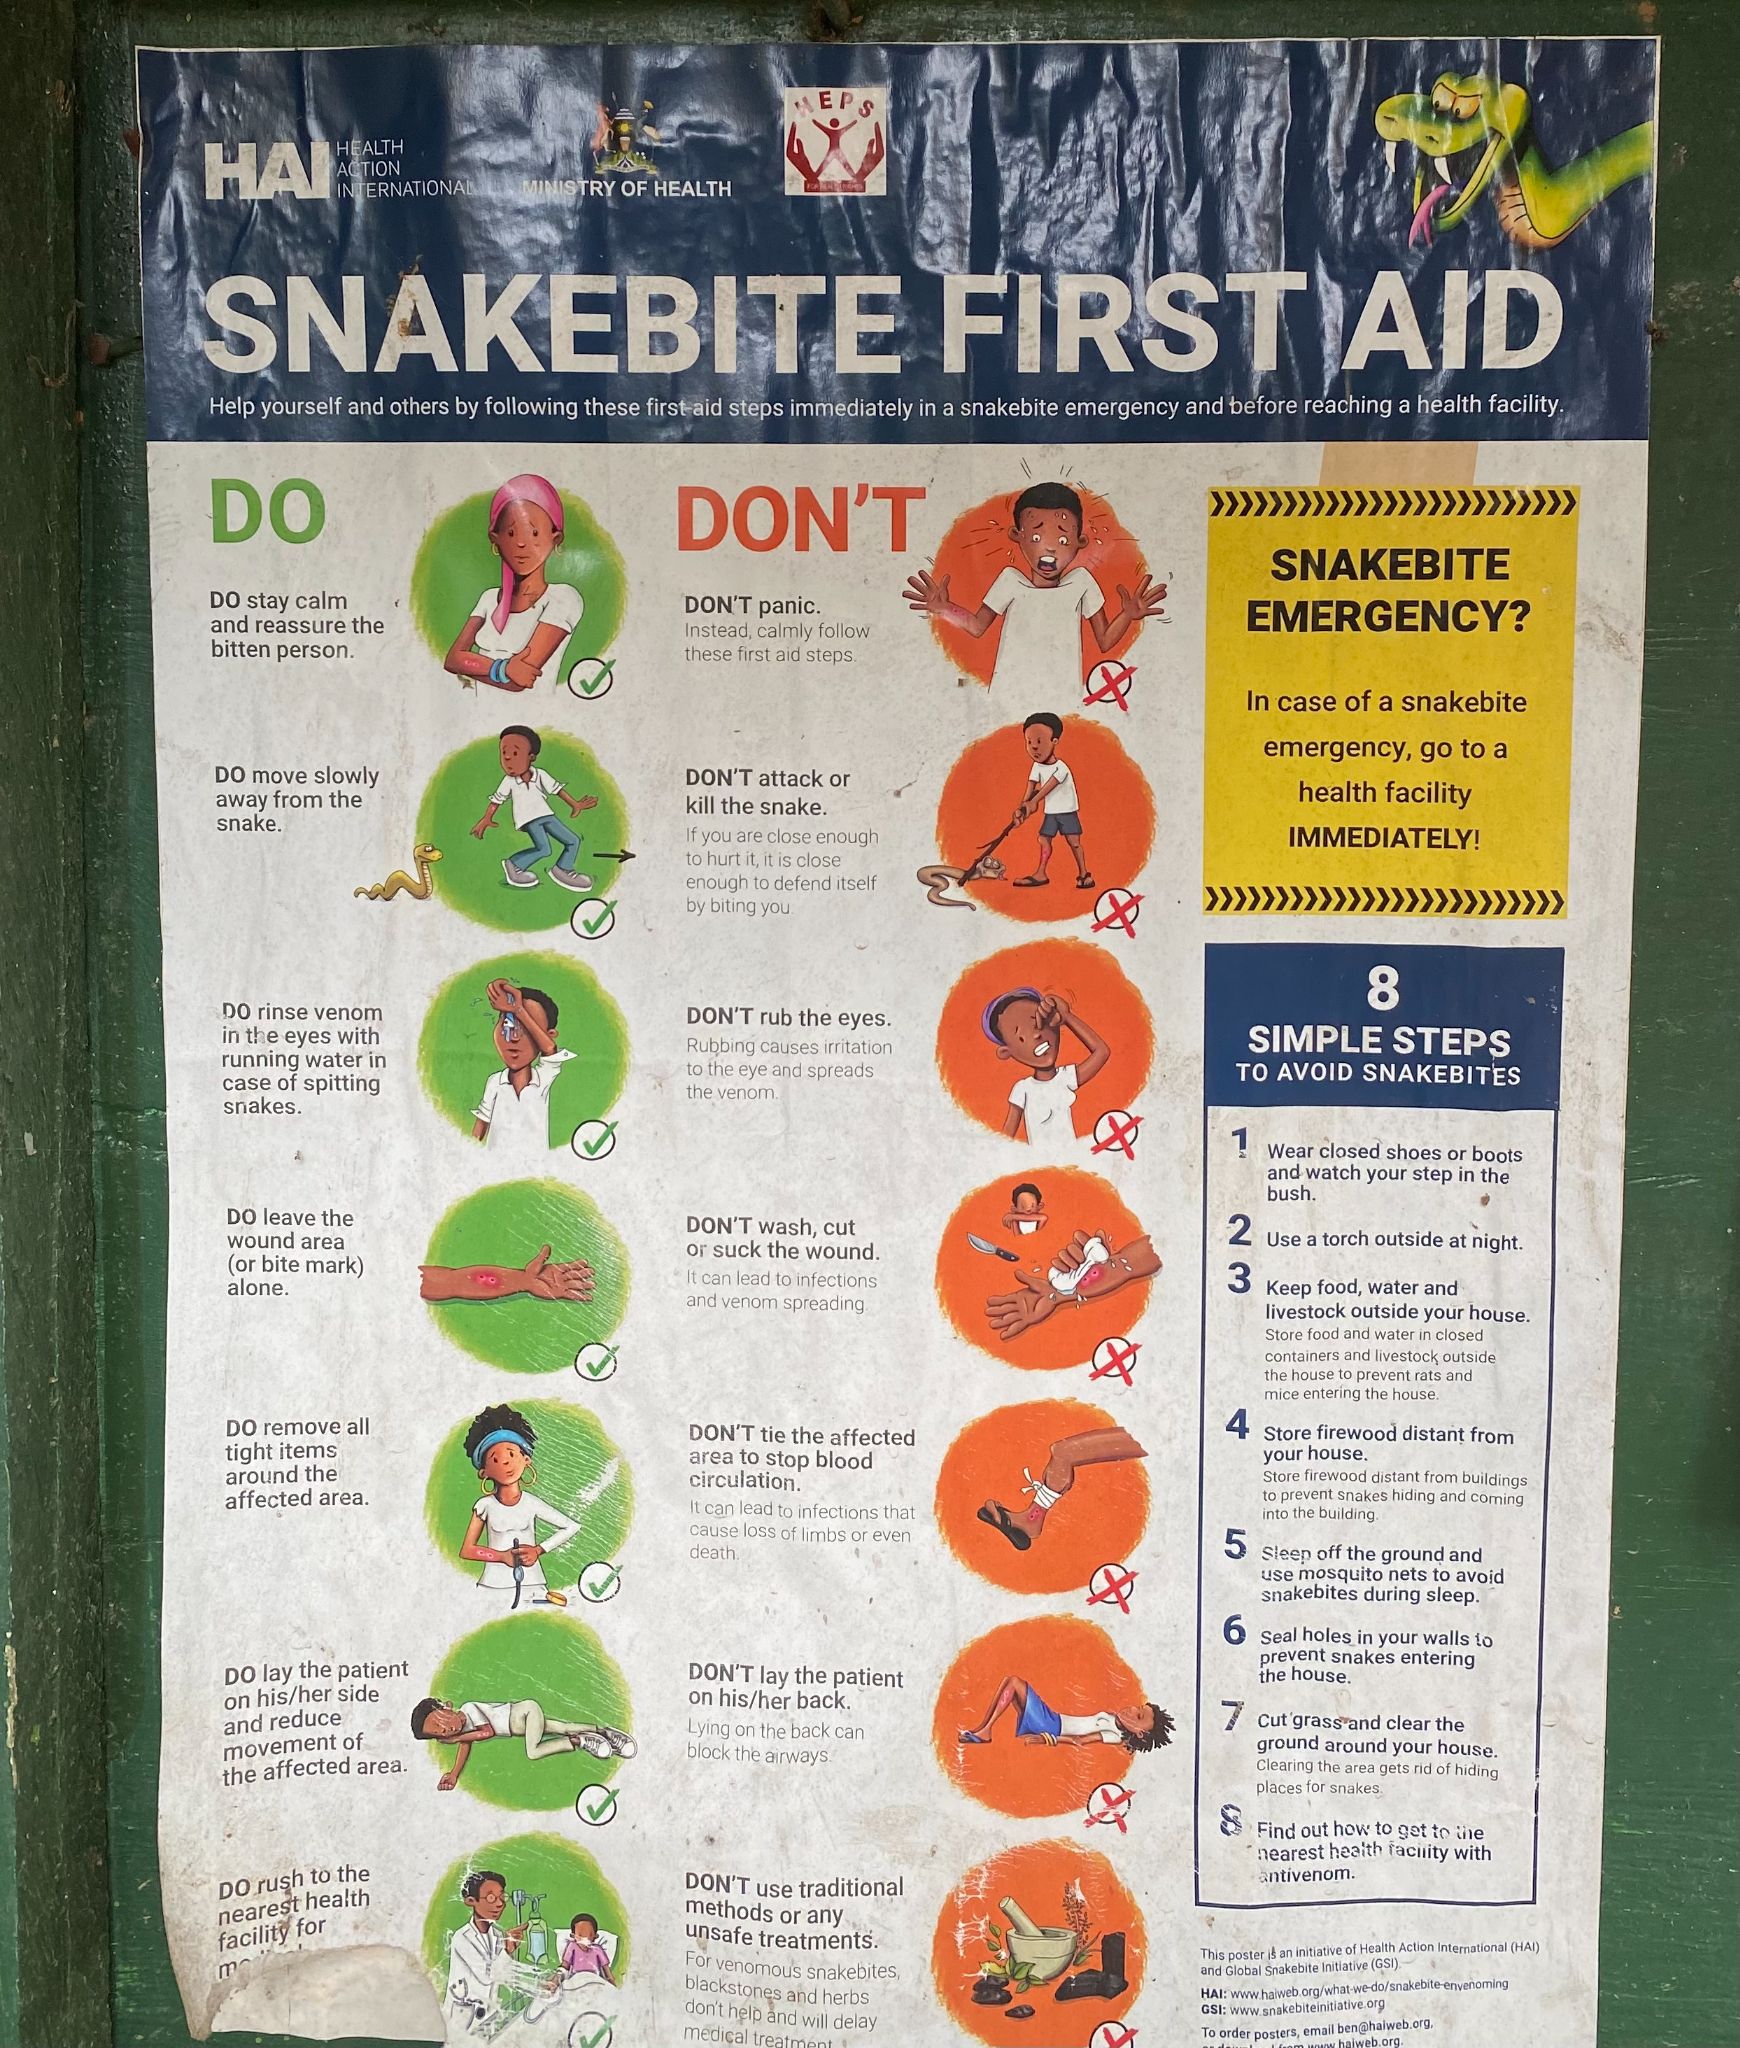 HAI HEALTH
ACTION
INTERNATIONAL
MINISTRY OF HEALTH
HEPS
SNAKEBITE FIRST AID
Help yourself and others by following these first-aid steps immediately in a snakebite emergency and before reaching a health facility.
DO
DO stay calm
and reassure the
bitten person.
DO move slowly
away from the
snake.
DO rinse venom
in the eyes with
running water in
case of spitting
snakes.
DO leave the
wound area
(or bite mark)
alone.
DO remove all
tight items
around the
affected area.
DO lay the patient
on his/her side
and reduce
movement of
the affected area.
DO rush to the
nearest health
facility for
DON'T
DON'T panic.
Instead, calmly follow
these first aid steps.
DON'T attack or
kill the snake.
If you are close enough
to hurt it, it is close
enough to defend itself
by biting you.
DON'T rub the eyes.
Rubbing causes irritation
to the eye and spreads
the venom.
DON'T wash, cut
or suck the wound.
It can lead to infections
and venom spreading.
DON'T tie the affected
area to stop blood
circulation.
It can lead to infections that
cause loss of limbs or even
death.
DON'T lay the patient
on his/her back.
Lying on the back can
block the airways.
DON'T use traditional
methods or any
unsafe treatments.
For venomous snakebites,
blackstones and herbs
don't help and will delay
medical treatment
SNAKEBITE
EMERGENCY?
In case of a snakebite
emergency, go to a
health facility
IMMEDIATELY!
8
SIMPLE STEPS
TO AVOID SNAKEBITES
1 Wear closed shoes or boots
and watch your step in the
bush.
2 Use a torch outside at night.
3 Keep food, water and
livestock outside your house.
Store food and water in closed
containers and livestock outside
the house to prevent rats and
mice entering the house.
4 Store firewood distant from
your house.
Store firewood distant from buildings
to prevent snakes hiding and coming
into the building.
5 Sleep off the ground and
use mosquito nets to avoid
snakebites during sleep.
6 Seal holes in your walls to
prevent snakes entering
the house.
7 Cut grass and clear the
ground around your house.
Clearing the area gets rid of hiding
places for snakes.
8 Find out how to get to the
nearest health facility with
antivenom.
This poster is an initiative of Health Action International (HAI)
and Global Snakebite Initiative (GSI).
HAI: www.haiweb.org/what-we-do/snakebite-envenoming
GSI: www.snakebiteinitiative.org
To order posters, email ben@haiweb.org,
or download from www.haiweb.org.